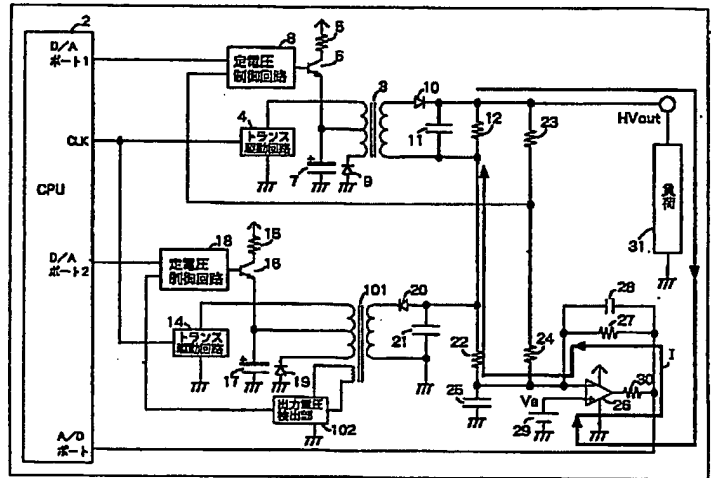 2
D/A
ポート1
CLK
CPU
D/A
ポート2
A/D
ポート
8
定電圧
制御回路
5
6
4
トランス
駆動回路
7
9
3
10
11
12
23
HVout
負荷
31
18
定電圧
制御回路
15
16
14
トランス
駆動回路
17
19
101
20
21
出力電圧
検出部
102
22
24
25
28
27
I
30
26
29